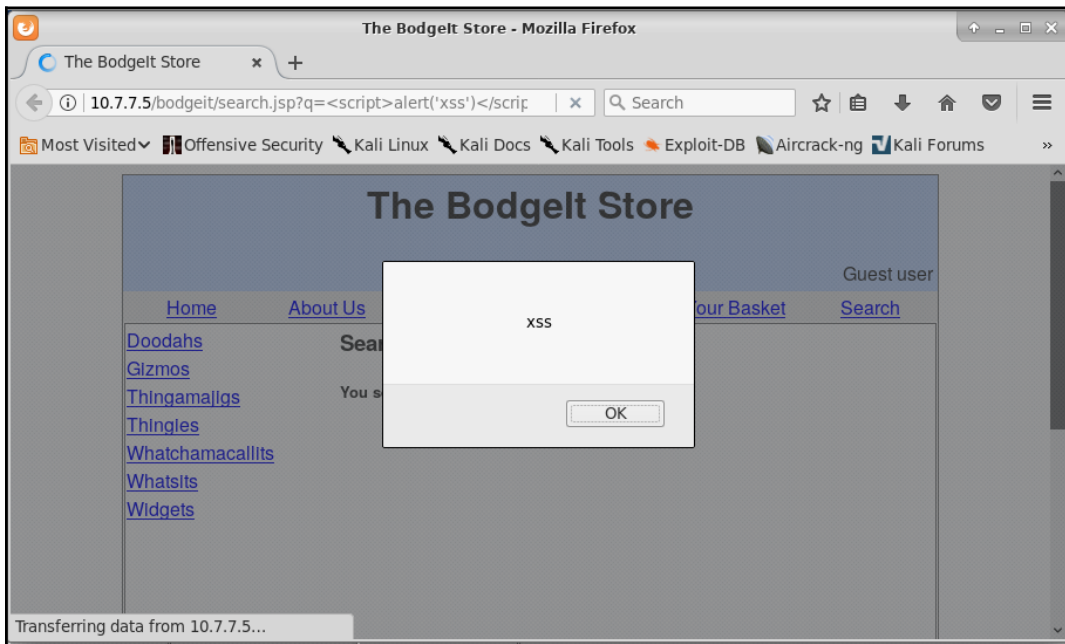 The BodgeIt Store - Mozilla Firefox
The BodgeIt Store
10.7.7.5/bodgeit/search.jsp?q=<script>alert('xss')</scrip
Search
Most Visited Offensive Security Kali Linux Kali Docs Kali Tools Exploit-DB Aircrack-ng Kali Forums »
The BodgeIt Store
Guest user
Home About Us our Basket Search
Doodahs
Gizmos
Thingamajigs
Thingies
Whatchamacallits
Whatsits
Widgets
Sear
You s
xss
OK
Transferring data from 10.7.7.5...